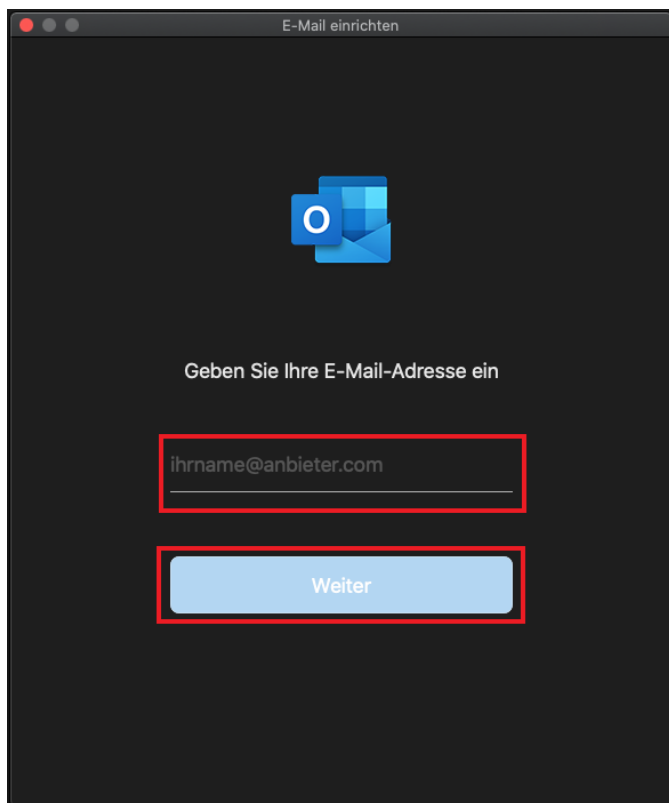 E-Mail einrichten
O
Geben Sie Ihre E-Mail-Adresse ein
ihrname@anbieter.com
Weiter